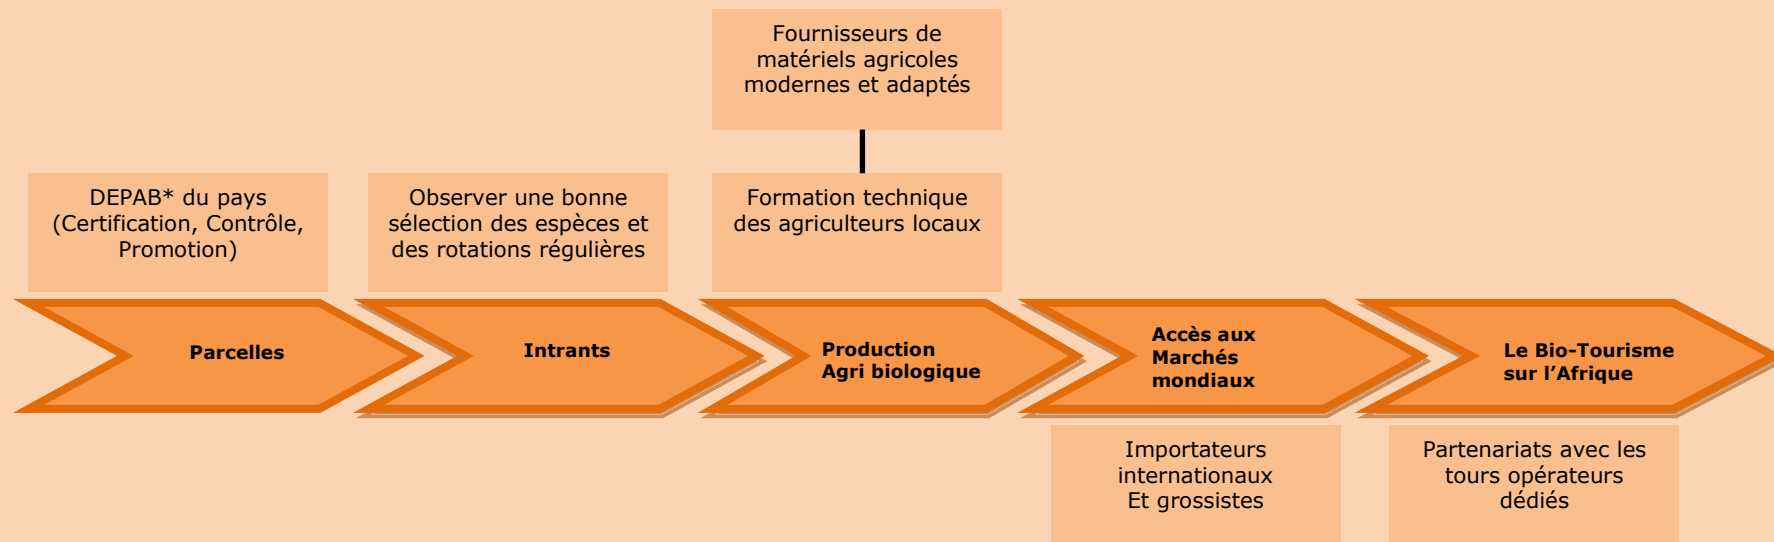 Fournisseurs de
matériels agricoles
modernes et adaptés
DEPAB* du pays
(Certification, Contrôle,
Promotion)
Observer une bonne
sélection des espèces et
des rotations régulières
Formation technique
des agriculteurs locaux
Parcelles
Intrants
Production
Agri biologique
Accès aux
Marchés
mondiaux
Le Bio-Tourisme
sur l’Afrique
Importateurs
internationaux
Et grossistes
Partenariats avec les
tours opérateurs
dédiés